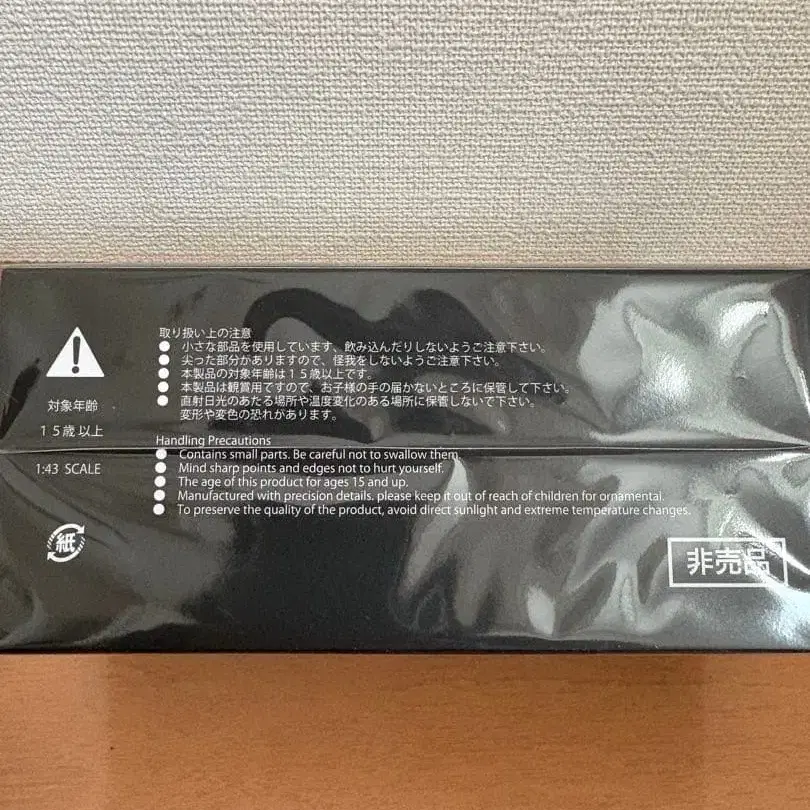 取り扱い上の注意
● 小さな部品を使用しています、飲み込んだりしないようご注意下さい。
● 尖った部分がありますので、怪我をしないようご注意下さい。
● 本製品の対象年齢は１５歳以上です。
● 本製品は観賞用ですので、お子様の手の届かないところに保管して下さい。
● 直射日光のあたる場所や温度変化のある場所に保管しないで下さい。
変形や変色の恐れがあります。
対象年齢
１５歳以上
1:43 SCALE
紙
Handling Precautions
● Contains small parts. Be careful not to swallow them.
● Mind sharp points and edges not to hurt yourself.
● The age of this product for ages 15 and up.
● Manufactured with precision details. please keep it out of reach of children for ornamental.
● To preserve the quality of the product, avoid direct sunlight and extreme temperature changes.
非売品